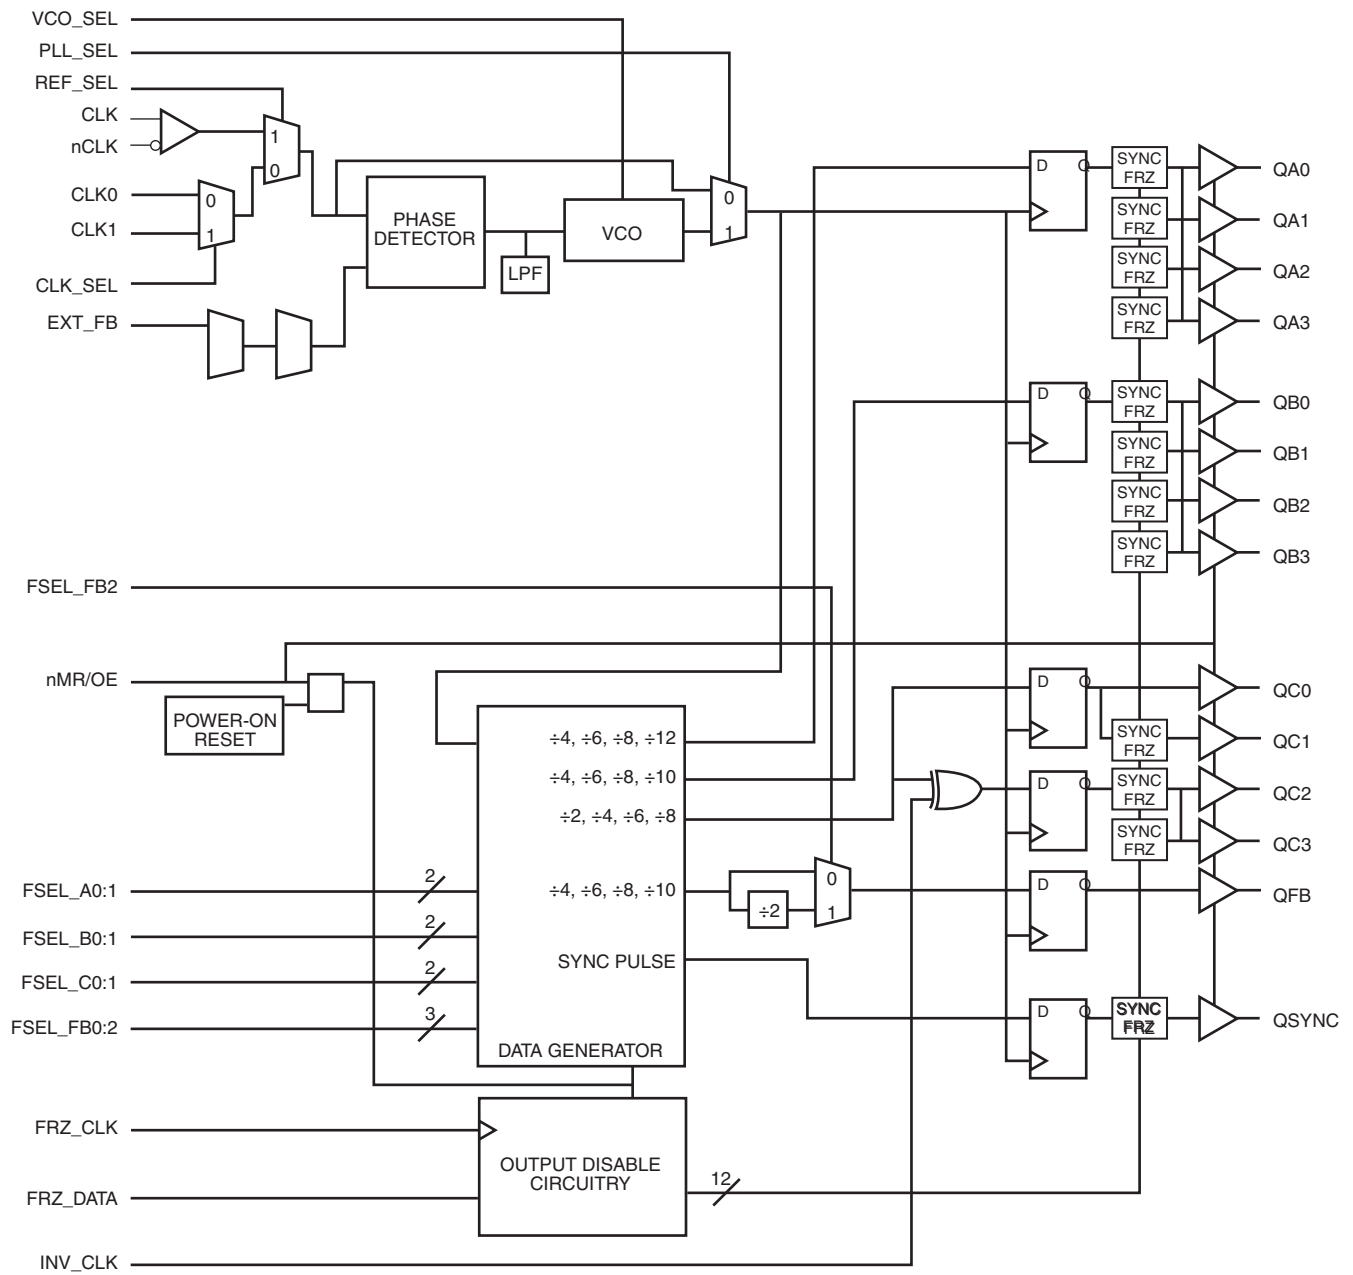 VCO_SEL
PLL_SEL
REF_SEL
CLK
nCLK
1
0
CLK0
CLK1
0
1
CLK_SEL
EXT_FB
PHASE
DETECTOR
LPF
VCO
0
1
D Q
SYNC
FRZ
QA0
SYNC
FRZ
QA1
SYNC
FRZ
QA2
SYNC
FRZ
QA3
D Q
SYNC
FRZ
QB0
SYNC
FRZ
QB1
SYNC
FRZ
QB2
SYNC
FRZ
QB3
FSEL_FB2
nMR/OE
POWER-ON
RESET
D Q
QC0
SYNC
FRZ
QC1
D Q
SYNC
FRZ
QC2
SYNC
FRZ
QC3
÷4, ÷6, ÷8, ÷12
÷4, ÷6, ÷8, ÷10
÷2, ÷4, ÷6, ÷8
÷4, ÷6, ÷8, ÷10
÷2
0
1
D Q
QFB
SYNC PULSE
D Q
SYNC
FRZ
QSYNC
FSEL_A0:1
2
FSEL_B0:1
2
FSEL_C0:1
2
FSEL_FB0:2
3
DATA GENERATOR
FRZ_CLK
FRZ_DATA
OUTPUT DISABLE
CIRCUITRY
12
INV_CLK